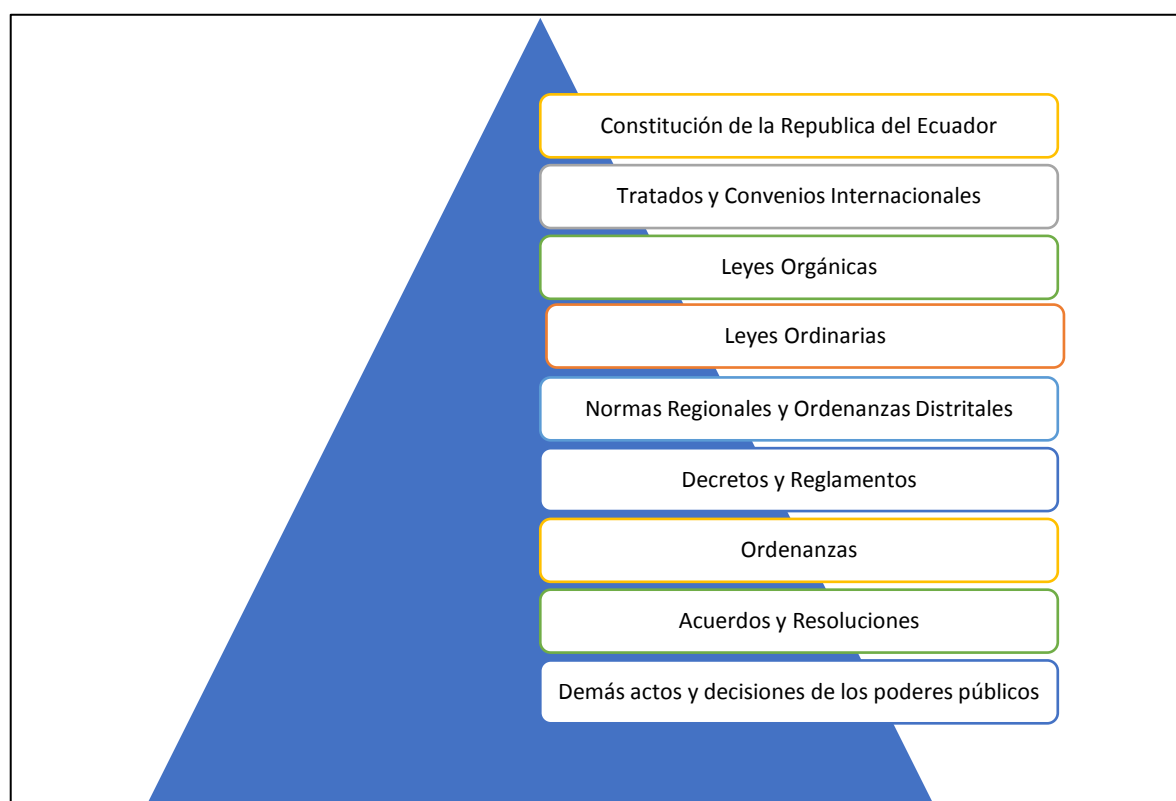 Constitución de la Republica del Ecuador
Tratados y Convenios Internacionales
Leyes Orgánicas
Leyes Ordinarias
Normas Regionales y Ordenanzas Distritales
Decretos y Reglamentos
Ordenanzas
Acuerdos y Resoluciones
Demás actos y decisiones de los poderes públicos